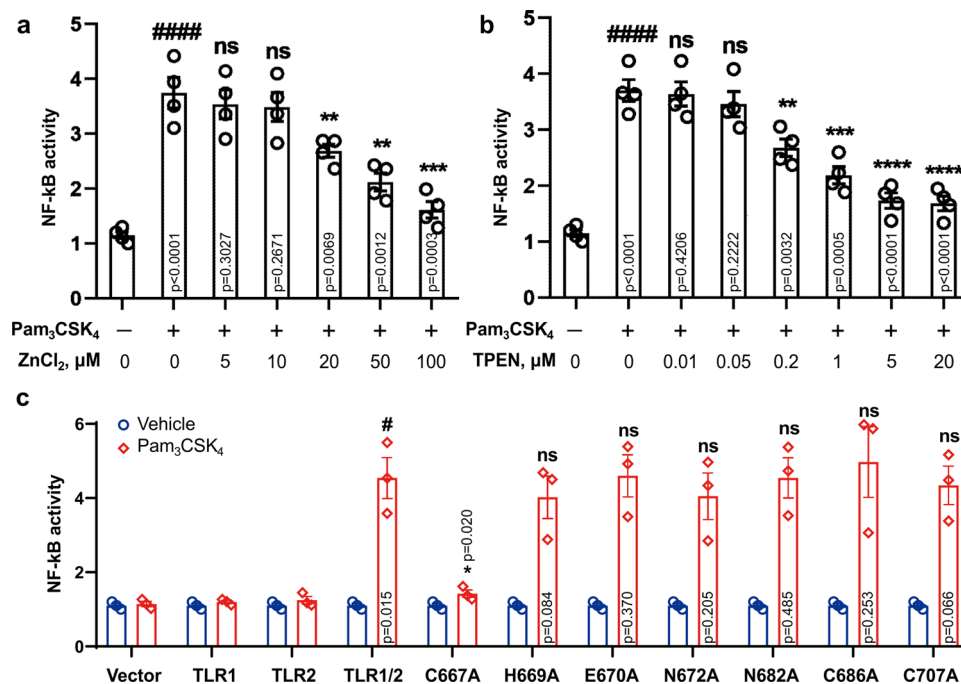 a
NF-kB activity
5
4
3
2
1
0
####
ns
ns
**
**
***
p<0.0001
p=0.3027
p=0.2671
p=0.0069
p=0.0012
p=0.0003
Pam₃CSK₄ — + + + + + +
ZnCl₂, μM 0 0 5 10 20 50 100
b
NF-kB activity
5
4
3
2
1
0
####
ns
ns
**
***
****
****
p<0.0001
p=0.4206
p=0.2222
p=0.0032
p=0.0005
p<0.0001
p<0.0001
Pam₃CSK₄ — + + + + + + +
TPEN, μM 0 0 0.01 0.05 0.2 1 5 20
c
NF-kB activity
6
4
2
0
Vehicle
Pam₃CSK₄
#
*
ns
ns
ns
ns
ns
ns
p=0.015
p=0.020
p=0.084
p=0.370
p=0.205
p=0.485
p=0.253
p=0.066
Vector TLR1 TLR2 TLR1/2 C667A H669A E670A N672A N682A C686A C707A